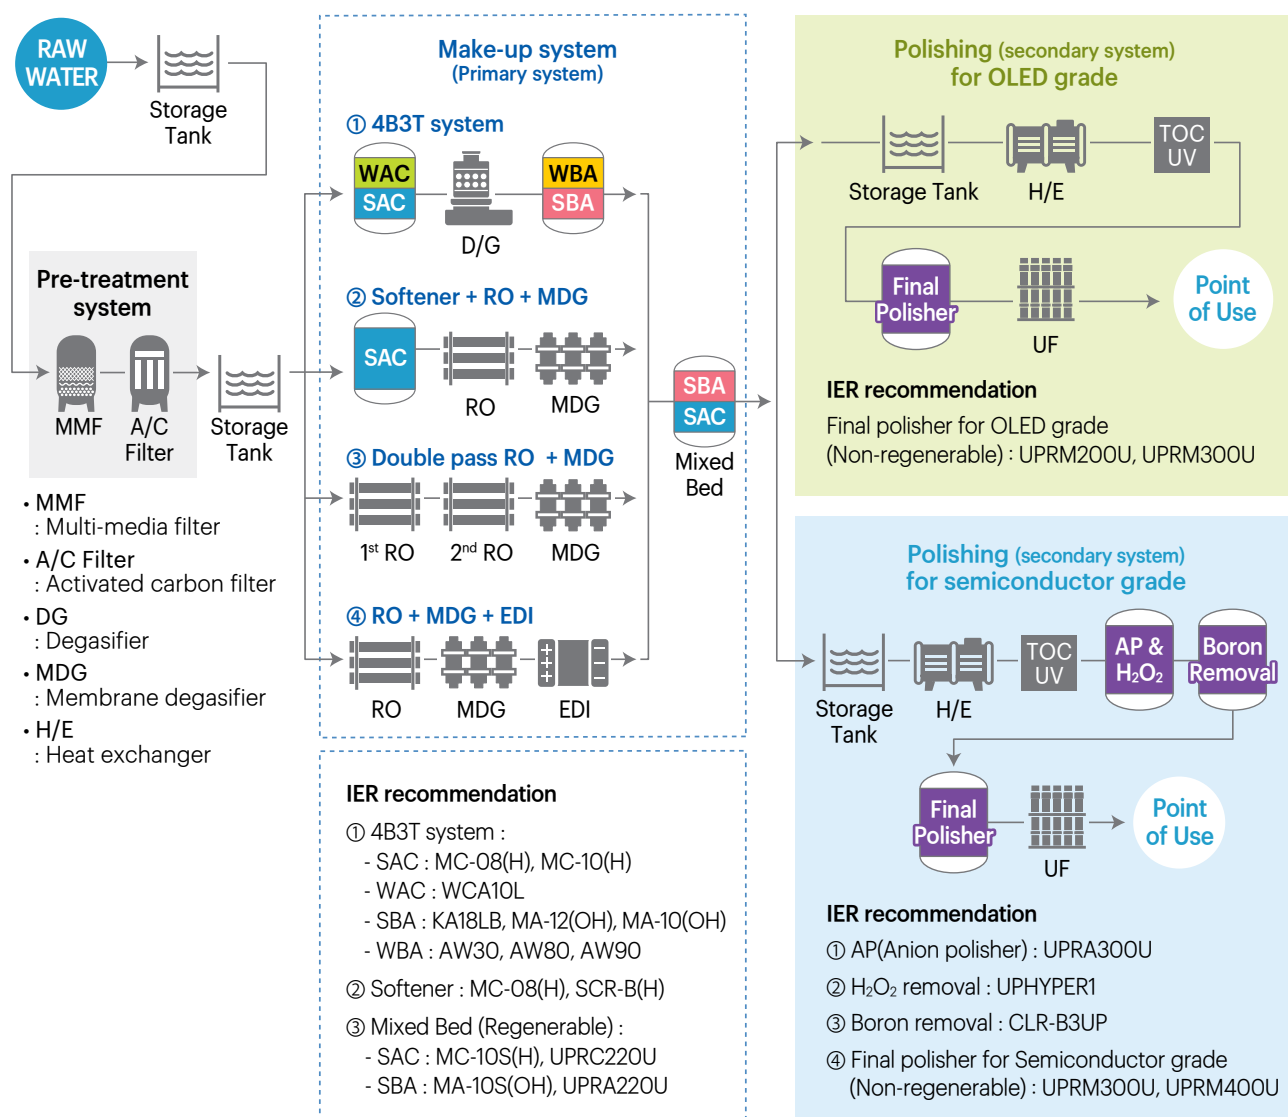 RAW
WATER
Storage
Tank
Pre-treatment
system
MMF
A/C
Filter
Storage
Tank
• MMF
: Multi-media filter
• A/C Filter
: Activated carbon filter
• DG
: Degasifier
• MDG
: Membrane degasifier
• H/E
: Heat exchanger
Make-up system
(Primary system)
① 4B3T system
WAC
SAC
D/G
WBA
SBA
② Softener + RO + MDG
SAC
RO
MDG
③ Double pass RO + MDG
1st RO
2nd RO
MDG
④ RO + MDG + EDI
RO
MDG
EDI
SBA
SAC
Mixed
Bed
IER recommendation
① 4B3T system :
- SAC : MC-08(H), MC-10(H)
- WAC : WCA10L
- SBA : KA18LB, MA-12(OH), MA-10(OH)
- WBA : AW30, AW80, AW90
② Softener : MC-08(H), SCR-B(H)
③ Mixed Bed (Regenerable) :
- SAC : MC-10S(H), UPRC220U
- SBA : MA-10S(OH), UPRA220U
Polishing (secondary system)
for OLED grade
Storage Tank
H/E
TOC
UV
Final
Polisher
UF
Point
of Use
IER recommendation
Final polisher for OLED grade
(Non-regenerable) : UPRM200U, UPRM300U
Polishing (secondary system)
for semiconductor grade
Storage
Tank
H/E
TOC
UV
AP &
H₂O₂
Boron
Removal
Final
Polisher
UF
Point
of Use
IER recommendation
① AP(Anion polisher) : UPRA300U
② H₂O₂ removal : UPHYPER1
③ Boron removal : CLR-B3UP
④ Final polisher for Semiconductor grade
(Non-regenerable) : UPRM300U, UPRM400U